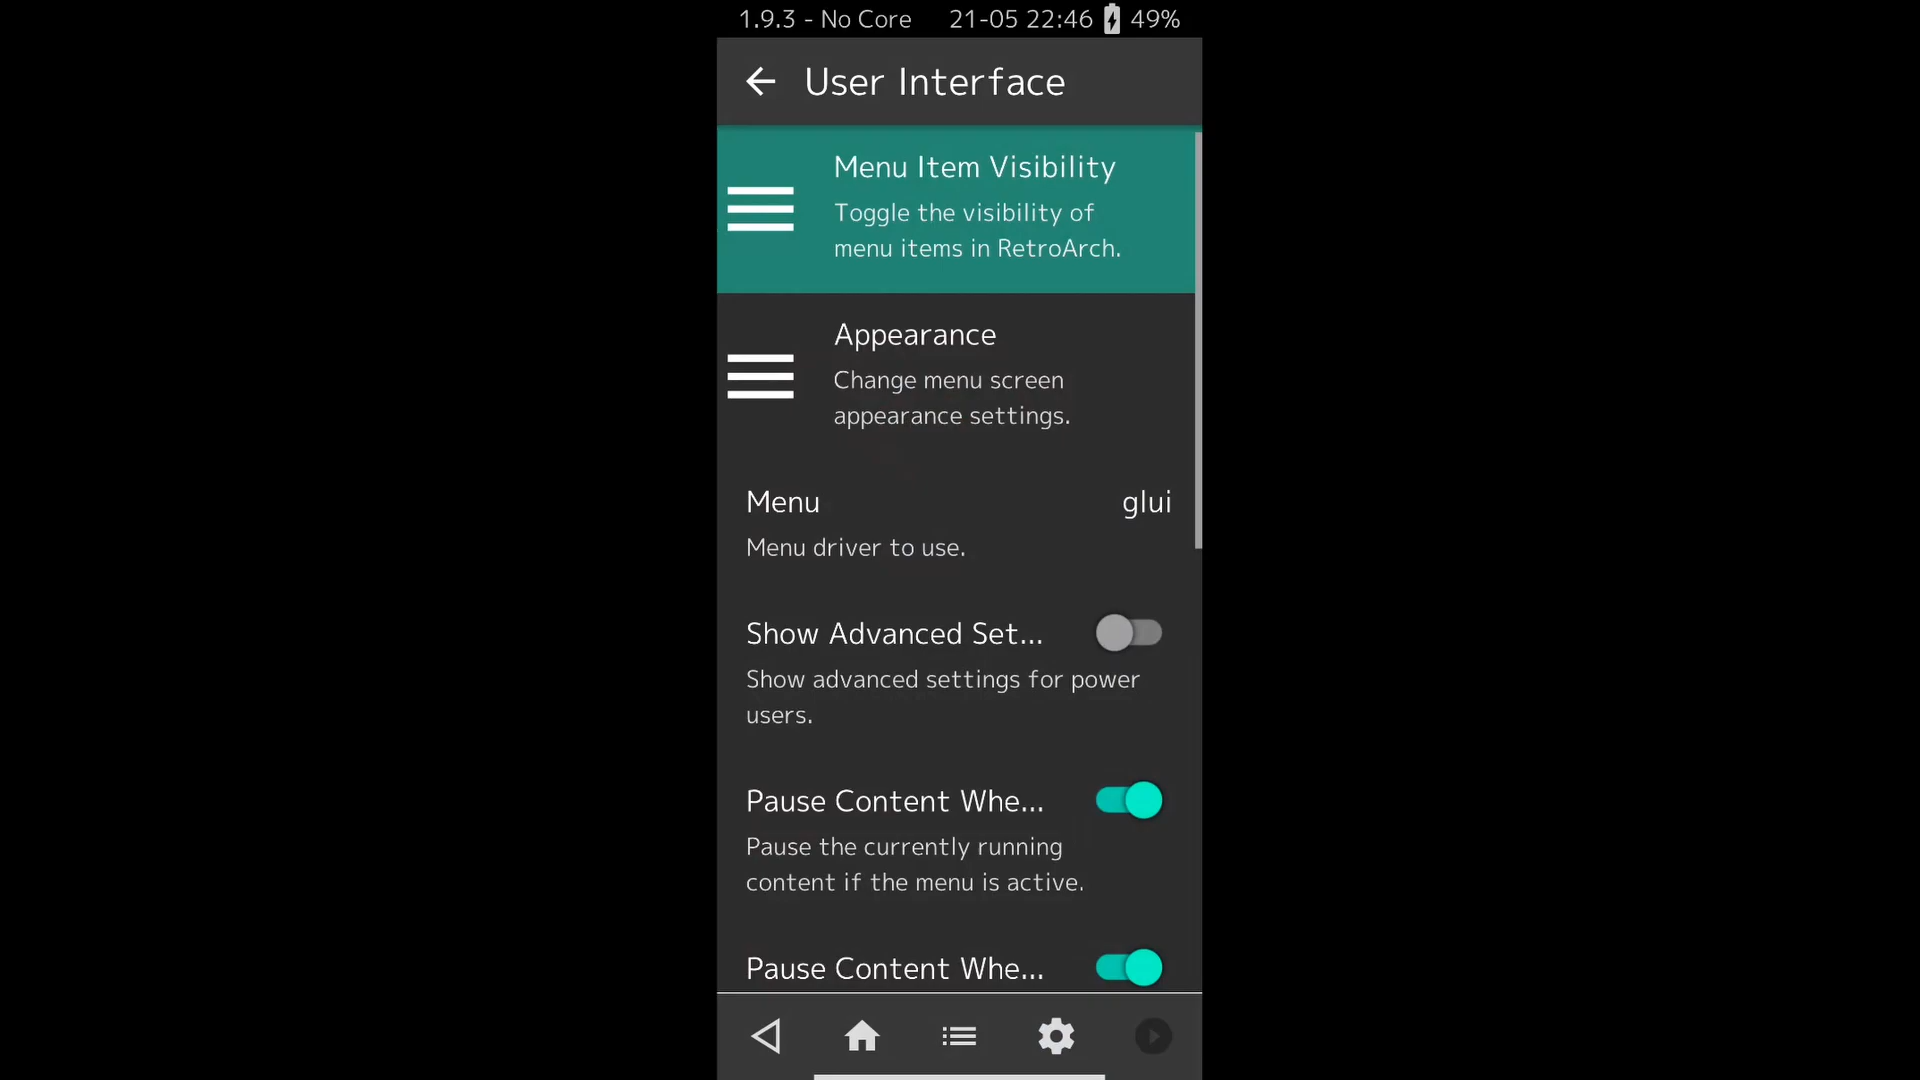 1.9.3 - No Core 21-05 22:46 49%
User Interface
Menu Item Visibility
Toggle the visibility of
menu items in RetroArch.
Appearance
Change menu screen
appearance settings.
Menu glui
Menu driver to use.
Show Advanced Set...
Show advanced settings for power
users.
Pause Content Whe...
Pause the currently running
content if the menu is active.
Pause Content Whe...